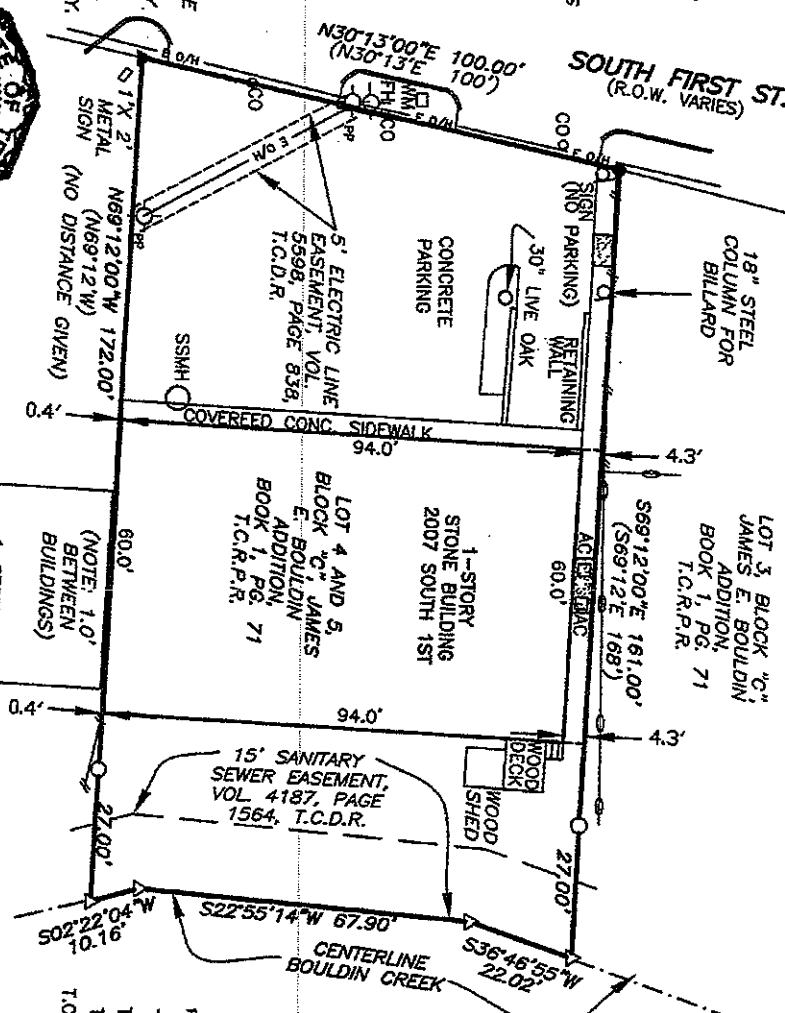 SOUTH FIRST ST.
(R.O.W. VARIES)
N30°13'00"E 100.00'
(N30°13'E 100')
E O/H
E O/H
E O/H
CO
CO
CO
WM
FH
PP
W/O 3
PP
1'X 2'
METAL
SIGN
N69°12'00"W 172.00'
(N69°12'W)
(NO DISTANCE GIVEN)
5' ELECTRIC LINE
EASEMENT, VOL.
5598, PAGE 838,
T.C.D.R.
CONCRETE
PARKING
30" LIVE OAK
SIGN
(NO PARKING)
RETAINING
WALL
18" STEEL
COLUMN FOR
BILLARD
SSMH
COVEREED CONC. SIDEWALK
0.4'
94.0'
4.3'
LOT 3, BLOCK "C",
JAMES E. BOULDIN
ADDITION,
BOOK 1, PG. 71
T.C.R.P.R.
S69°12'00"E 161.00'
(S69°12'E 168')
AC
AC
60.0'
1-STORY
STONE BUILDING
2007 SOUTH 1ST
LOT 4 AND 5,
BLOCK "C" JAMES
E. BOULDIN
ADDITION,
BOOK 1, PG. 71
T.C.R.P.R.
60.0'
(NOTE: 1.0'
BETWEEN
BUILDINGS)
0.4'
94.0'
4.3'
WOOD
DECK
WOOD
SHED
15' SANITARY
SEWER EASEMENT,
VOL. 4187, PAGE
1564, T.C.D.R.
27.00'
27.00'
S02°22'04"W
10.16'
S22°55'14"W 67.90'
S36°46'55"W
22.02'
CENTERLINE
BOULDIN CREEK